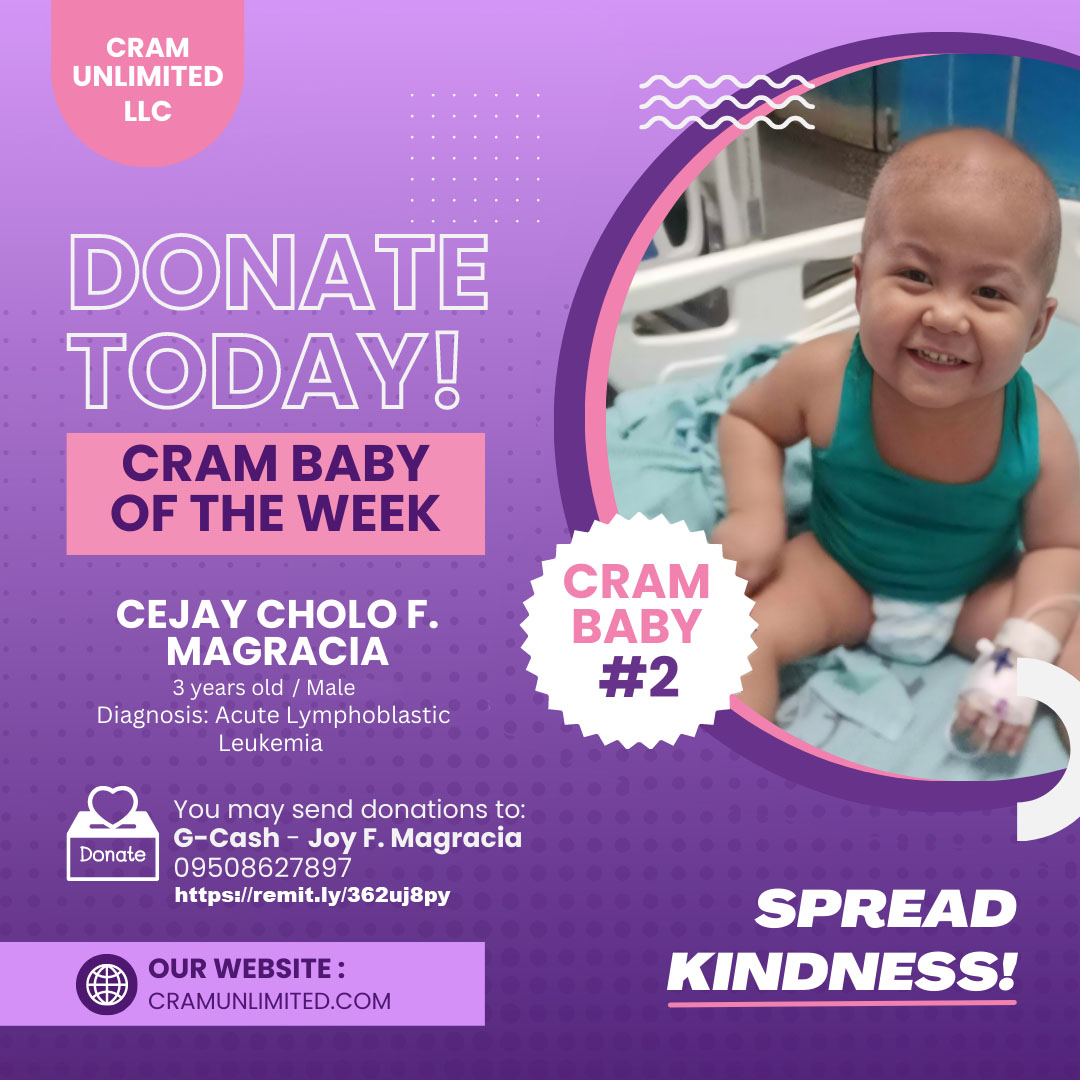 CRAM
UNLIMITED
LLC
DONATE
TODAY!
CRAM BABY
OF THE WEEK
CEJAY CHOLO F.
MAGRACIA
3 years old / Male
Diagnosis: Acute Lymphoblastic
Leukemia
CRAM
BABY
#2
Donate
You may send donations to:
G-Cash - Joy F. Magracia
09508627897
https://remit.ly/362uj8py
OUR WEBSITE :
CRAMUNLIMITED.COM
SPREAD
KINDNESS!